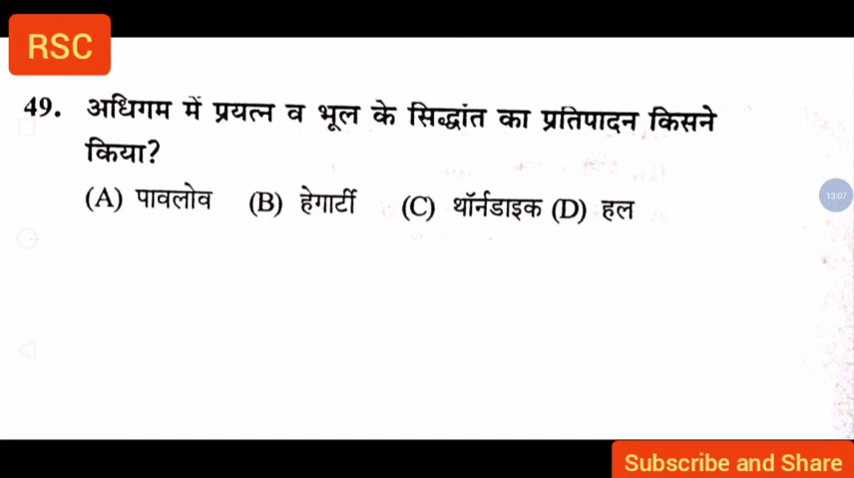 RSC
49. अधिगम में प्रयत्न व भूल के सिद्धांत का प्रतिपादन किसने
किया?
(A) पावलोव (B) हेगार्टी (C) थॉर्नडाइक (D) हल
13:07
Subscribe and Share